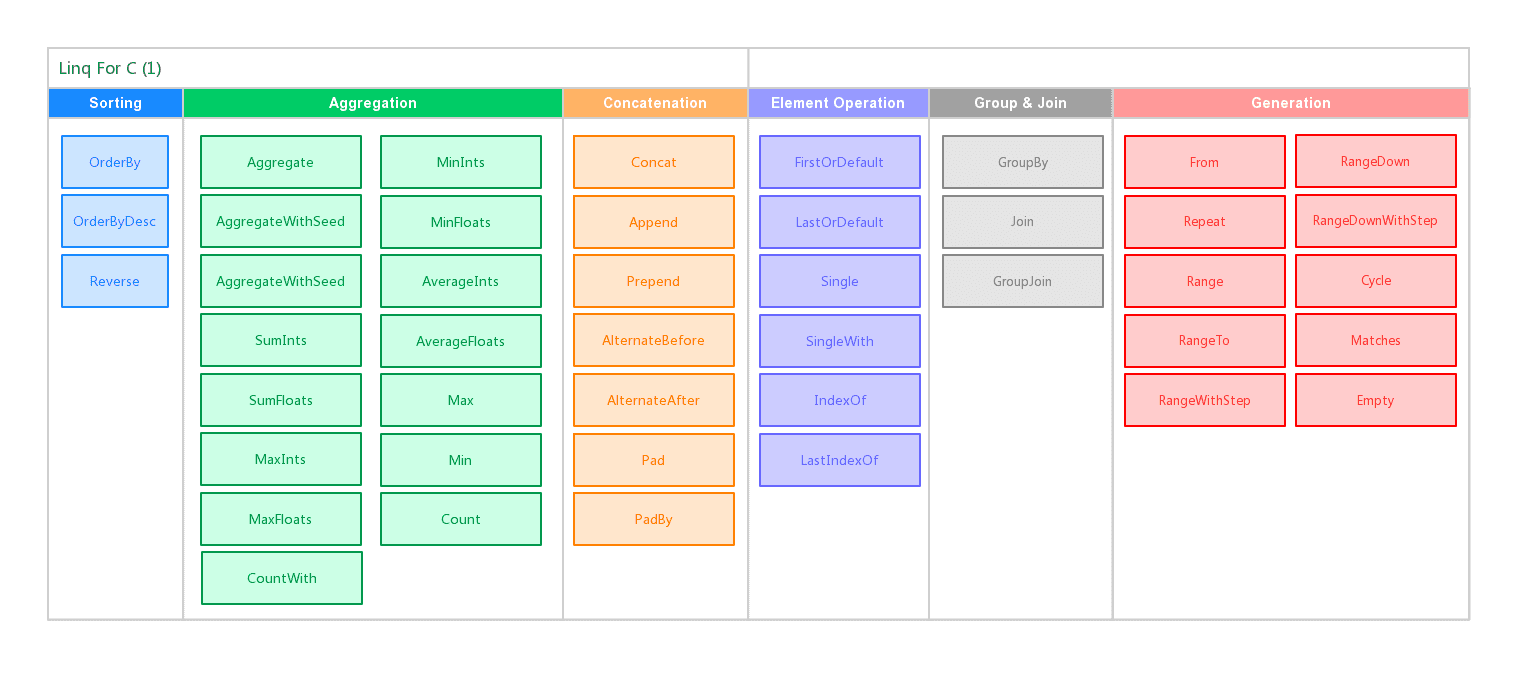 Linq For C (1)
Sorting
Aggregation
Concatenation
Element Operation
Group & Join
Generation
OrderBy
OrderByDesc
Reverse
Aggregate
AggregateWithSeed
AggregateWithSeed
SumInts
SumFloats
MaxInts
MaxFloats
CountWith
MinInts
MinFloats
AverageInts
AverageFloats
Max
Min
Count
Concat
Append
Prepend
AlternateBefore
AlternateAfter
Pad
PadBy
FirstOrDefault
LastOrDefault
Single
SingleWith
IndexOf
LastIndexOf
GroupBy
Join
GroupJoin
From
Repeat
Range
RangeTo
RangeWithStep
RangeDown
RangeDownWithStep
Cycle
Matches
Empty